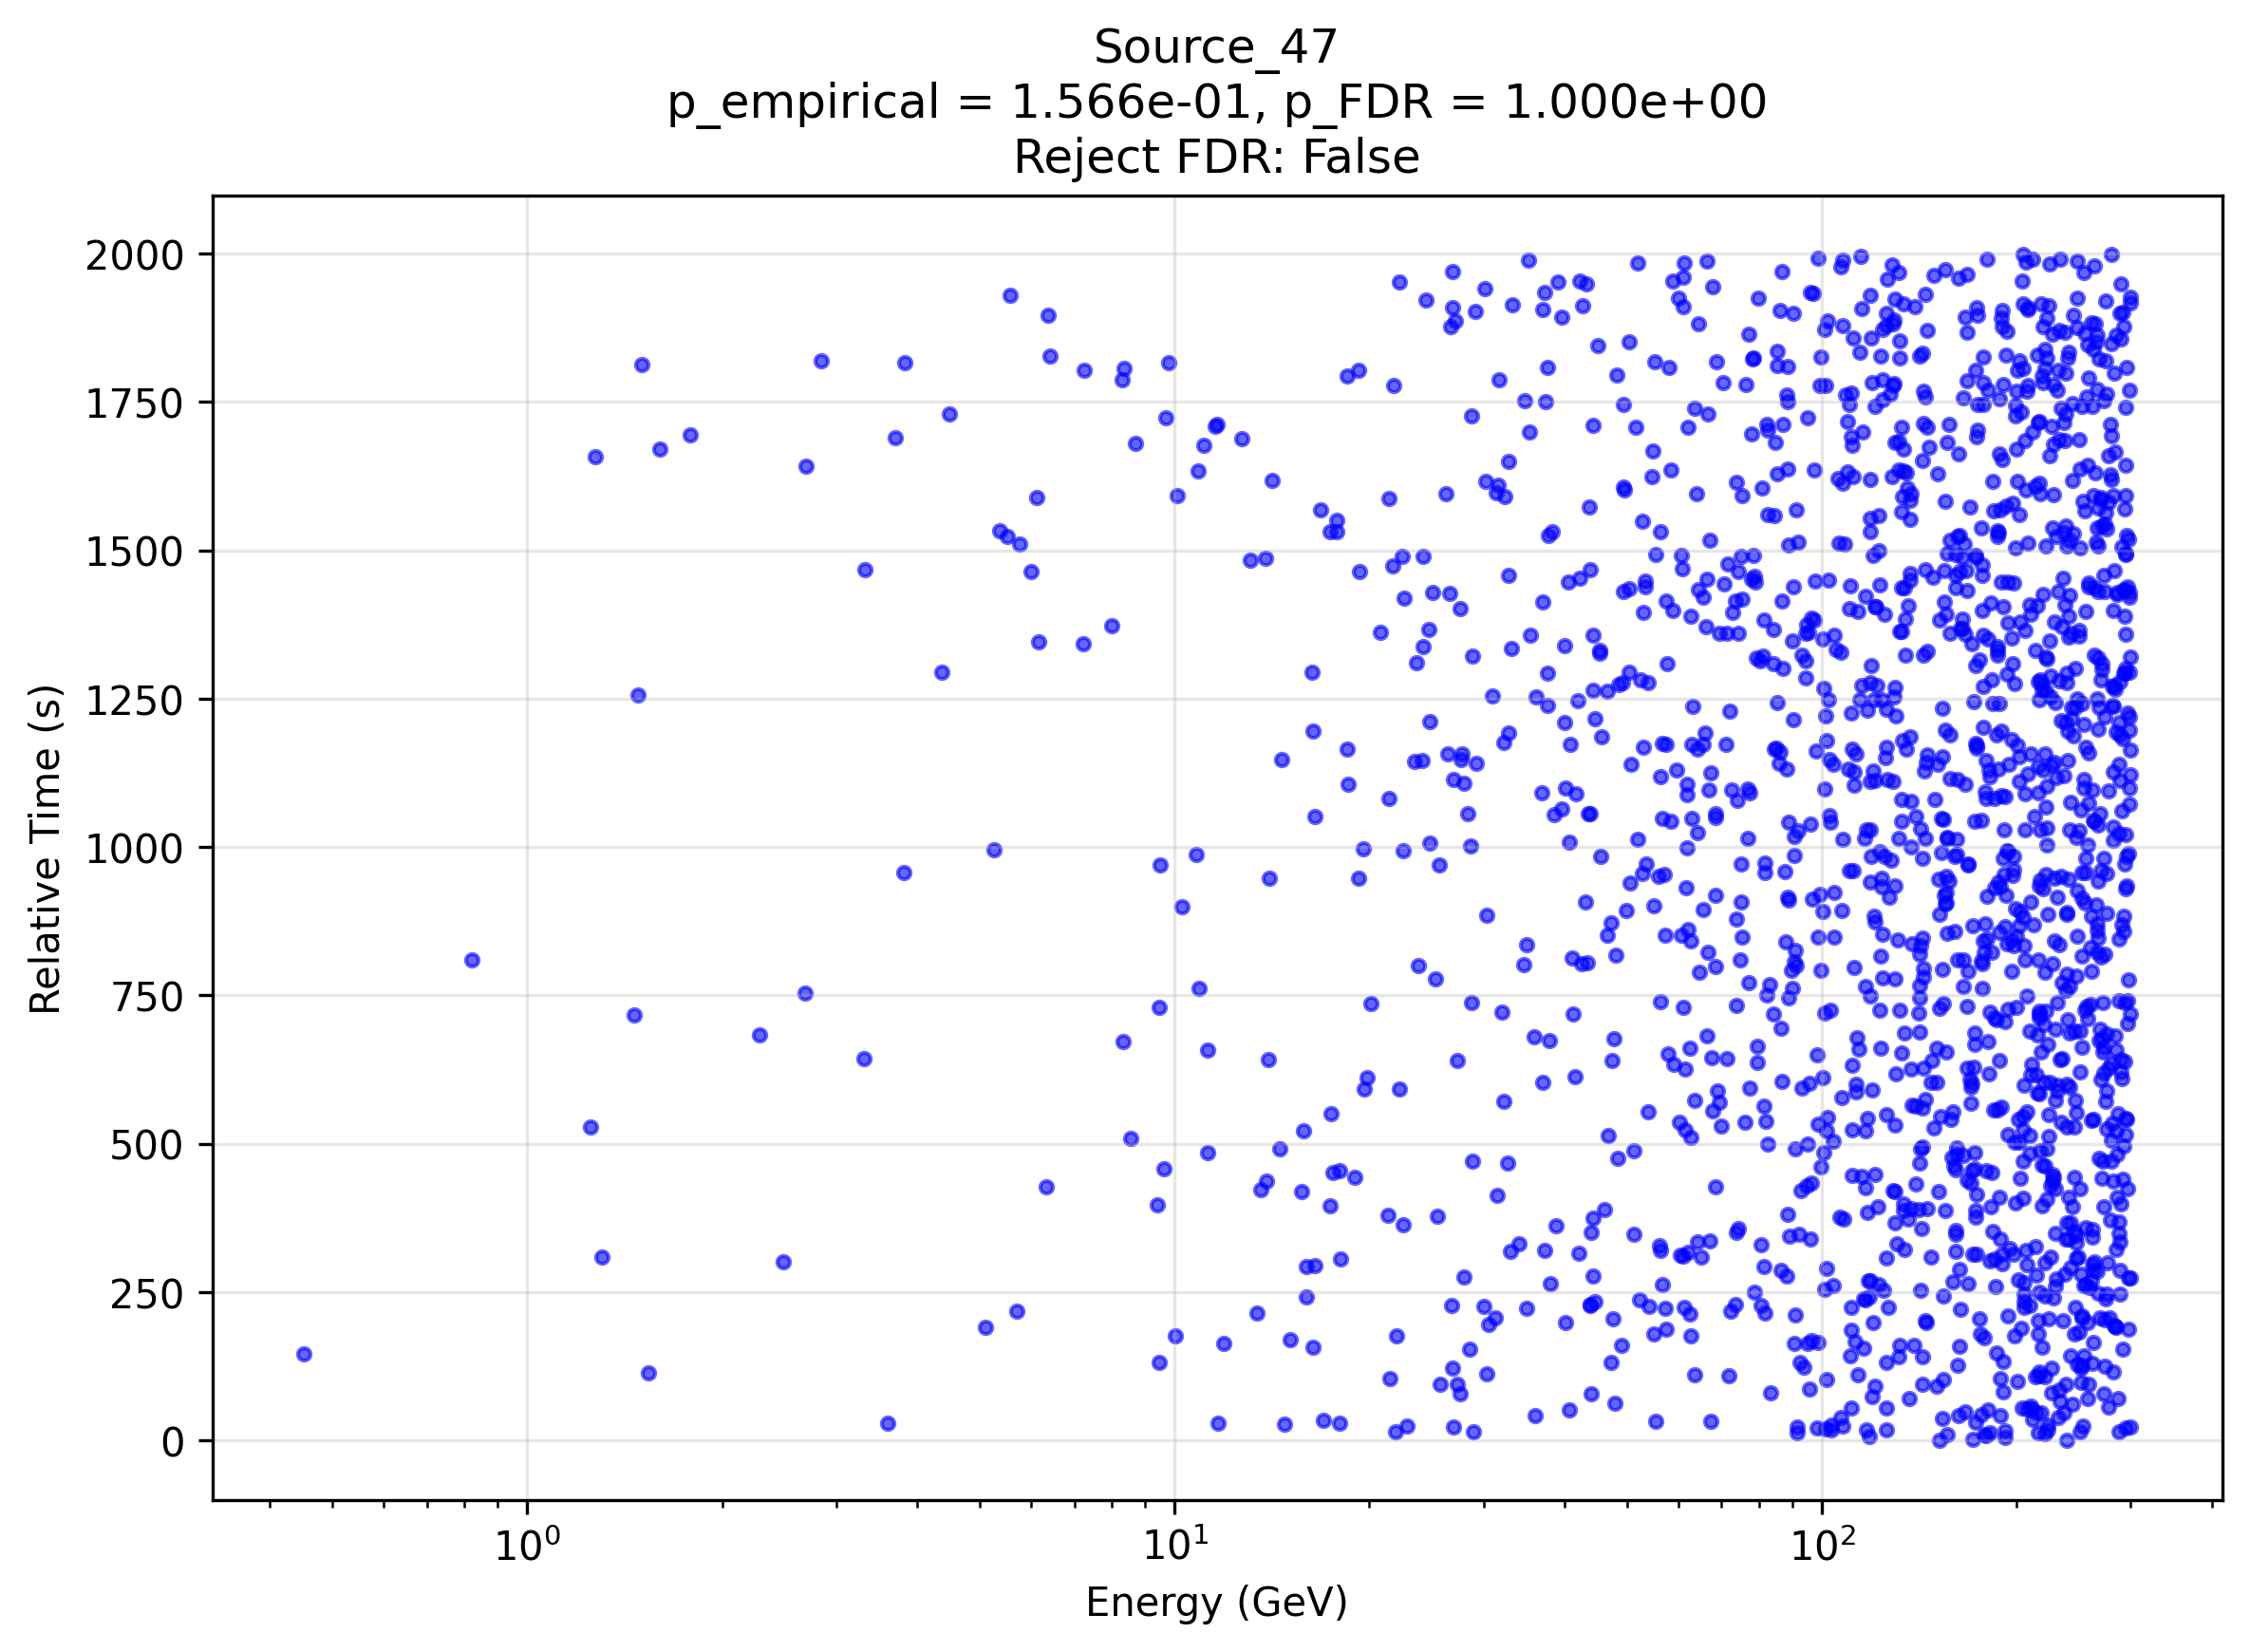 Source_47
p_empirical = 1.566e-01, p_FDR = 1.000e+00
Reject FDR: False
Relative Time (s)
2000
1750
1500
1250
1000
750
500
250
0
10⁰
10¹
10²
Energy (GeV)